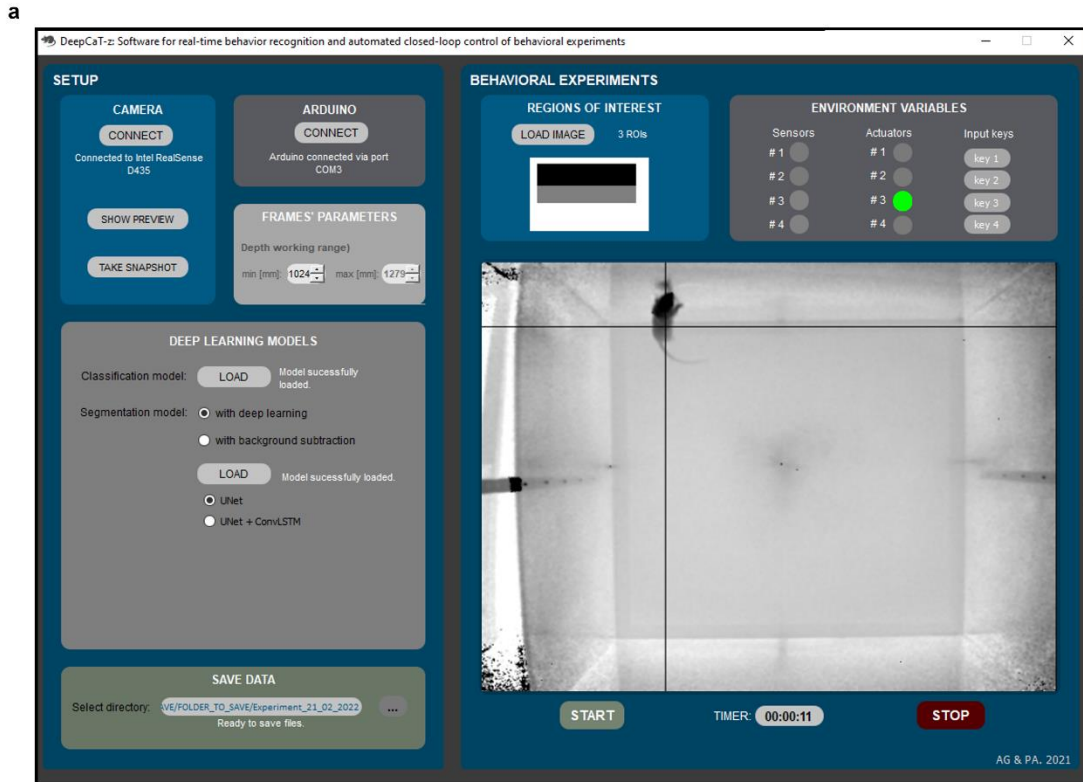 a
DeepCaT-z: Software for real-time behavior recognition and automated closed-loop control of behavioral experiments
SETUP
CAMERA
CONNECT
Connected to Intel RealSense
D435
SHOW PREVIEW
TAKE SNAPSHOT
ARDUINO
CONNECT
Arduino connected via port
COM3
FRAMES' PARAMETERS
Depth working range)
min [mm]: 1024 max [mm]: 1279
DEEP LEARNING MODELS
Classification model: LOAD Model sucessfully
loaded.
Segmentation model: with deep learning
with background subtraction
LOAD Model sucessfully loaded.
UNet
UNet + ConvLSTM
SAVE DATA
Select directory: VE/FOLDER_TO_SAVE/Experiment_21_02_2022 ...
Ready to save files.
BEHAVIORAL EXPERIMENTS
REGIONS OF INTEREST
LOAD IMAGE 3 ROIs
ENVIRONMENT VARIABLES
Sensors Actuators Input keys
# 1 # 1 key 1
# 2 # 2 key 2
# 3 # 3 key 3
# 4 # 4 key 4
START TIMER: 00:00:11 STOP
AG & PA. 2021